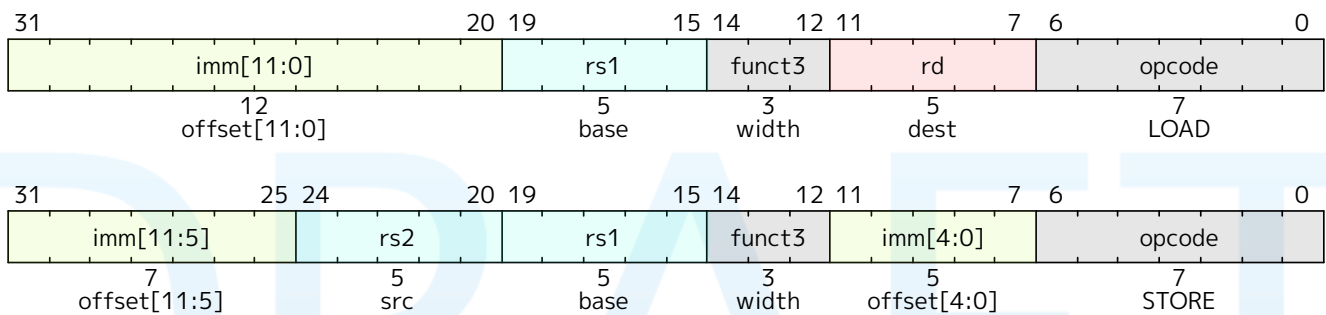 31 20 19 15 14 12 11 7 6 0
imm[11:0] rs1 funct3 rd opcode
12 5 3 5 7
offset[11:0] base width dest LOAD
31 25 24 20 19 15 14 12 11 7 6 0
imm[11:5] rs2 rs1 funct3 imm[4:0] opcode
7 5 5 3 5 7
offset[11:5] src base width offset[4:0] STORE
DRAFT